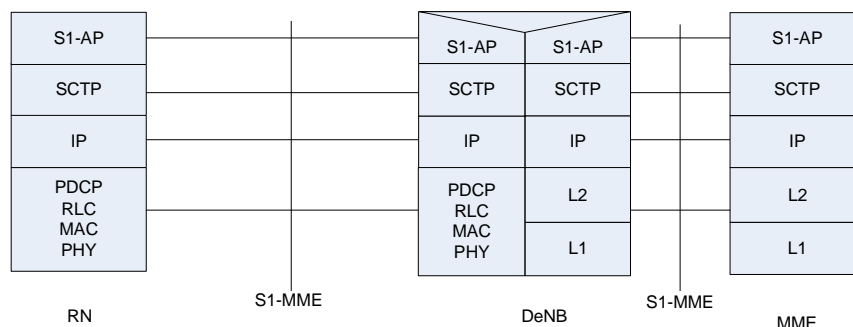 S1-AP
S1-AP
S1-AP
S1-AP
SCTP
SCTP
SCTP
SCTP
IP
IP
IP
IP
PDCP
RLC
MAC
PHY
PDCP
RLC
MAC
PHY
L2
L1
L2
L1
RN
S1-MME
DeNB
S1-MME
MME